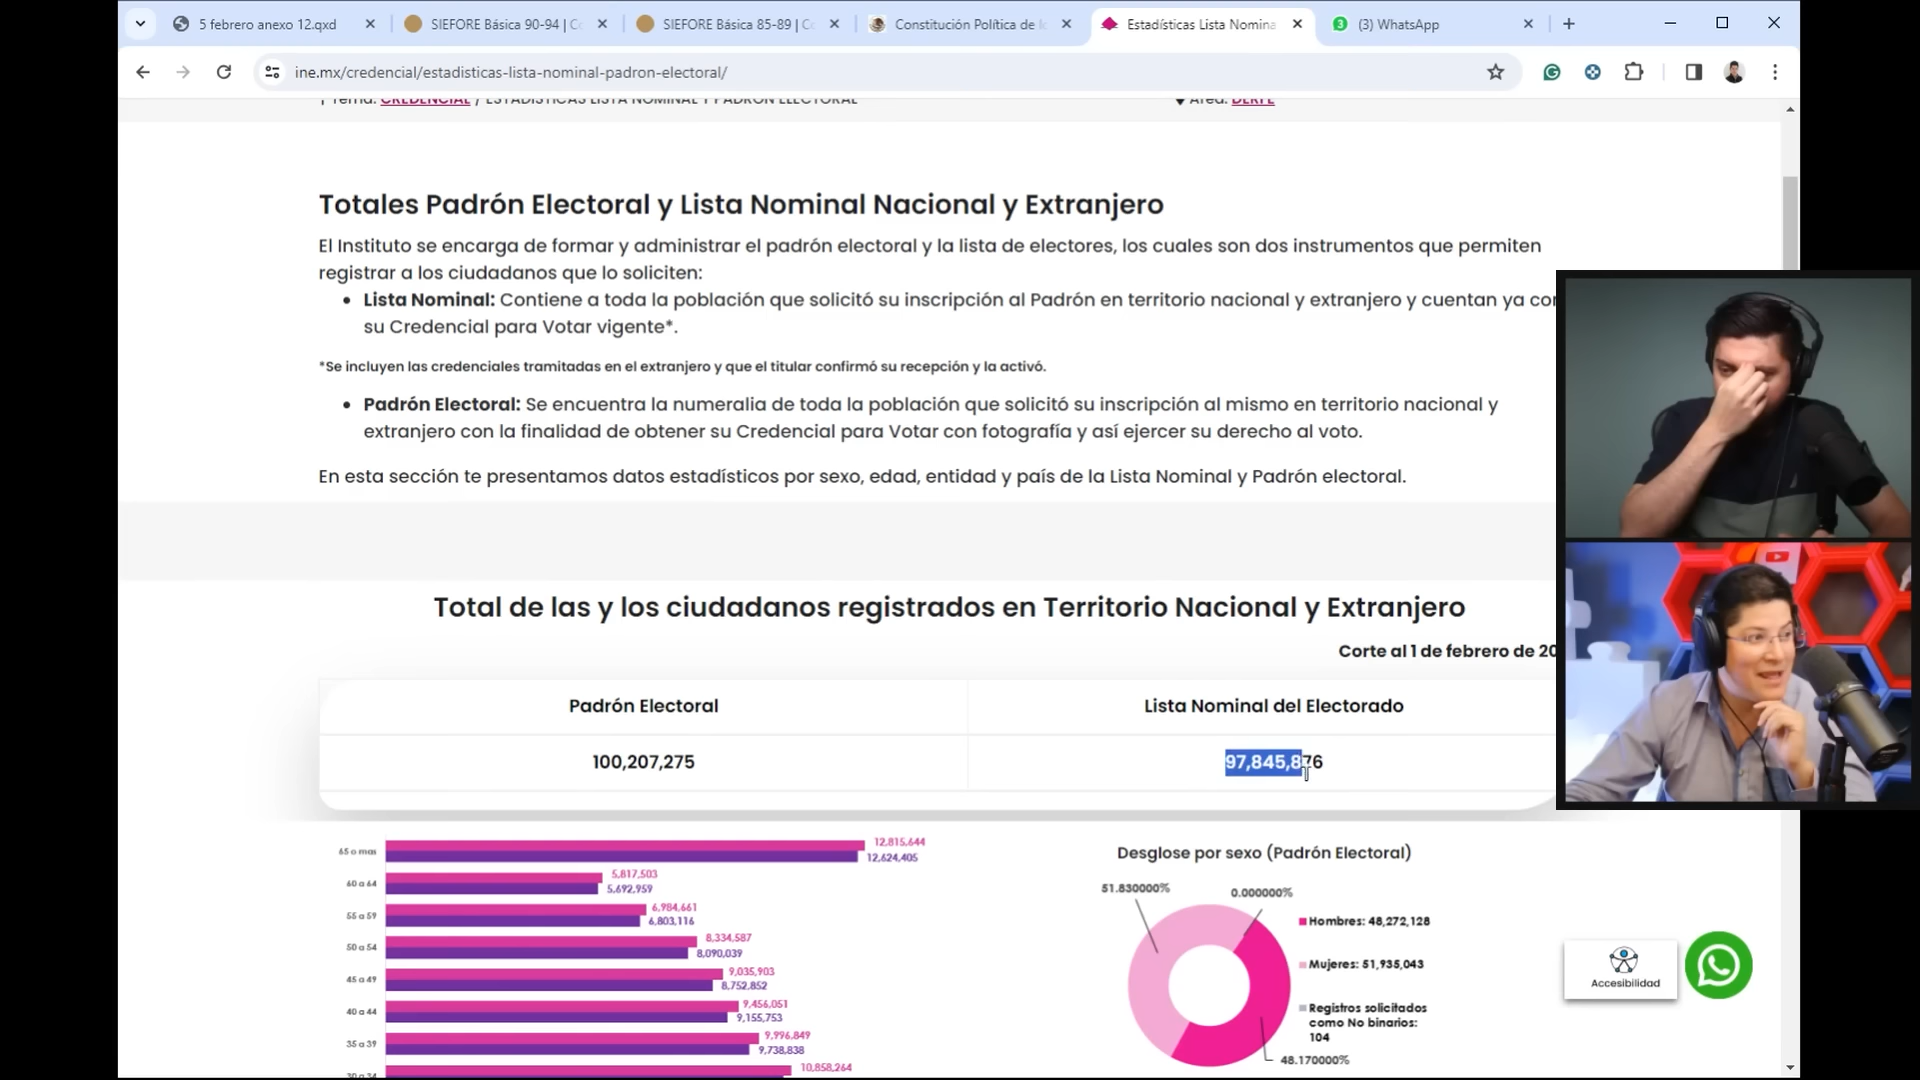 5 febrero anexo 12.qxd
SIEFORE Básica 90-94 | Co
SIEFORE Básica 85-89 | Co
Constitución Política de lo
Estadísticas Lista Nomina
(3) WhatsApp
ine.mx/credencial/estadisticas-lista-nominal-padron-electoral/
Tema: CREDENCIAL / ESTADÍSTICAS LISTA NOMINAL Y PADRÓN ELECTORAL
Área: DERFE
Totales Padrón Electoral y Lista Nominal Nacional y Extranjero
El Instituto se encarga de formar y administrar el padrón electoral y la lista de electores, los cuales son dos instrumentos que permiten
registrar a los ciudadanos que lo soliciten:
• Lista Nominal: Contiene a toda la población que solicitó su inscripción al Padrón en territorio nacional y extranjero y cuentan ya con
su Credencial para Votar vigente*.
*Se incluyen las credenciales tramitadas en el extranjero y que el titular confirmó su recepción y la activó.
• Padrón Electoral: Se encuentra la numeralia de toda la población que solicitó su inscripción al mismo en territorio nacional y
extranjero con la finalidad de obtener su Credencial para Votar con fotografía y así ejercer su derecho al voto.
En esta sección te presentamos datos estadísticos por sexo, edad, entidad y país de la Lista Nominal y Padrón electoral.
Total de las y los ciudadanos registrados en Territorio Nacional y Extranjero
Corte al 1 de febrero de 20
Padrón Electoral
Lista Nominal del Electorado
100,207,275
97,845,876
65 o mas
12,815,644
12,624,405
60 a 64
5,817,503
5,692,959
55 a 59
6,984,661
6,803,116
50 a 54
8,334,587
8,090,039
45 a 49
9,035,903
8,752,852
40 a 44
9,456,051
9,155,753
35 a 39
9,996,849
9,738,838
30 a 34
10,858,264
Desglose por sexo (Padrón Electoral)
51.830000%
0.000000%
Hombres: 48,272,128
Mujeres: 51,935,043
Registros solicitados
como No binarios:
104
48.170000%
Accesibilidad